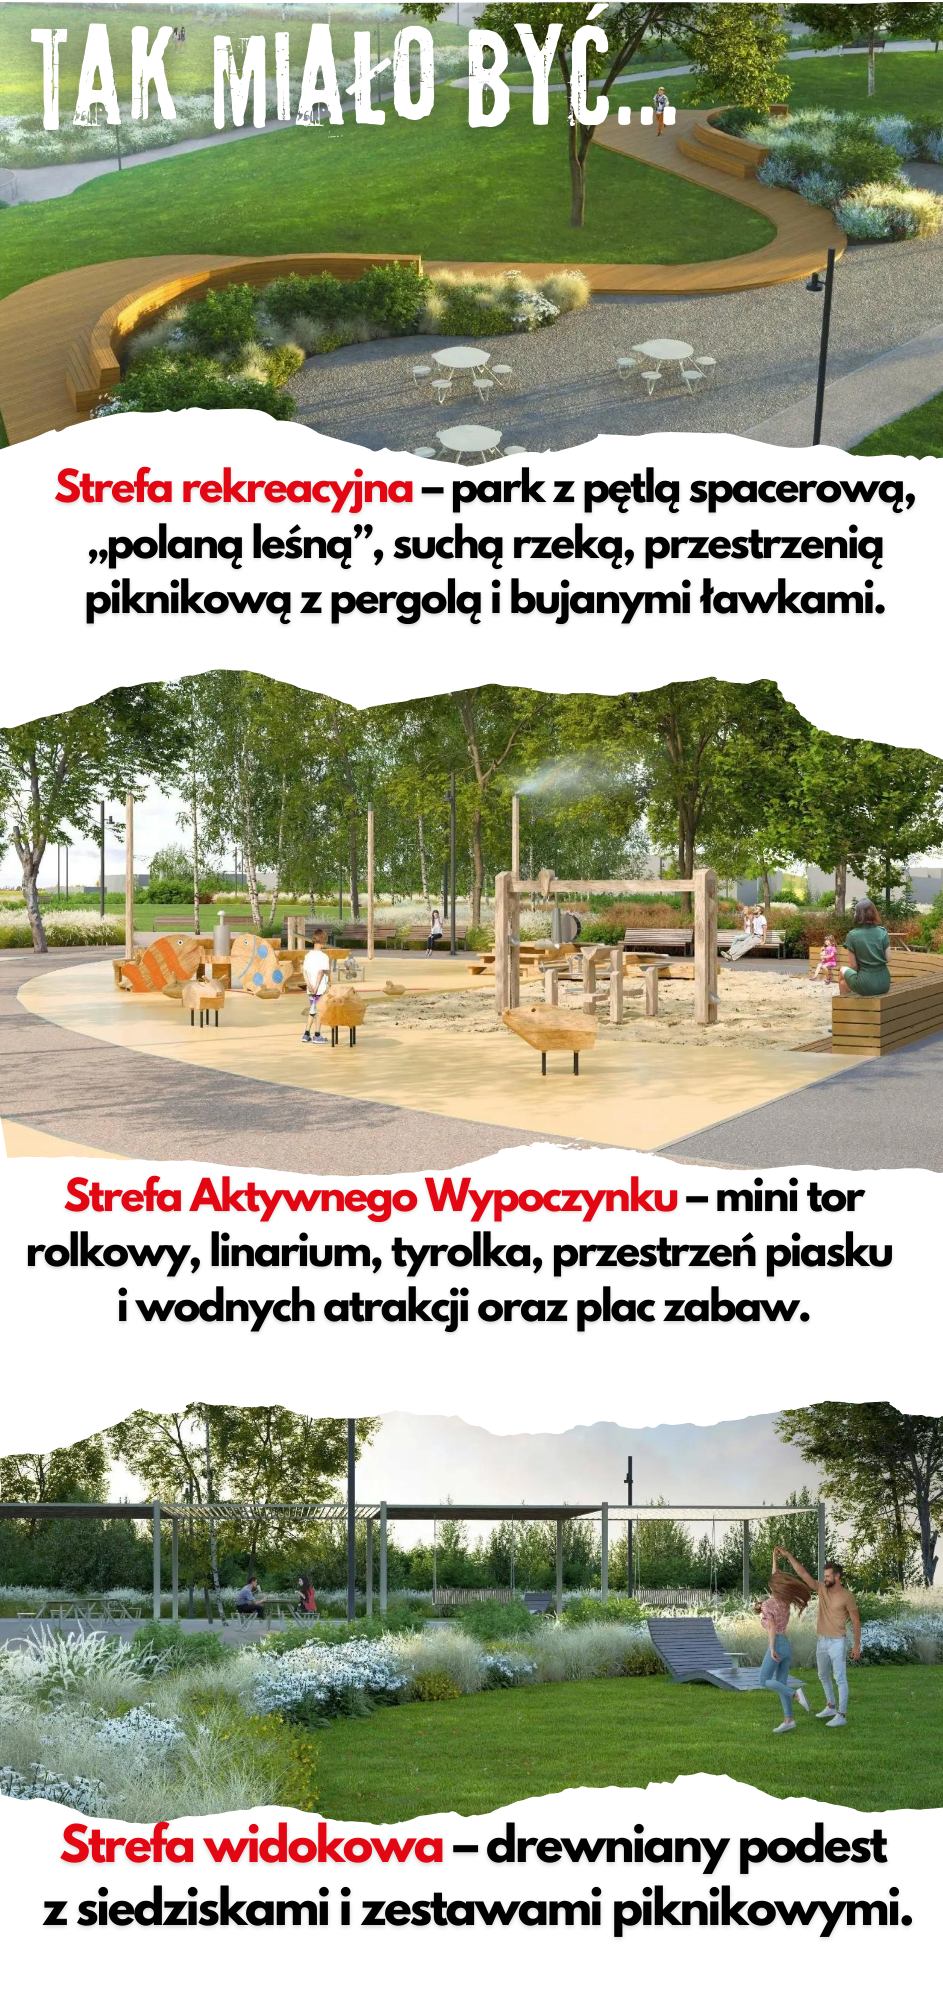 TAK MIAŁO BYĆ...
Strefa rekreacyjna – park z pętlą spacerową,
„polaną leśną”, suchą rzeką, przestrzenią
piknikową z pergolą i bujanymi ławkami.
Strefa Aktywnego Wypoczynku – mini tor
rolkowy, linarium, tyrolka, przestrzeń piasku
i wodnych atrakcji oraz plac zabaw.
Strefa widokowa – drewniany podest
z siedziskami i zestawami piknikowymi.